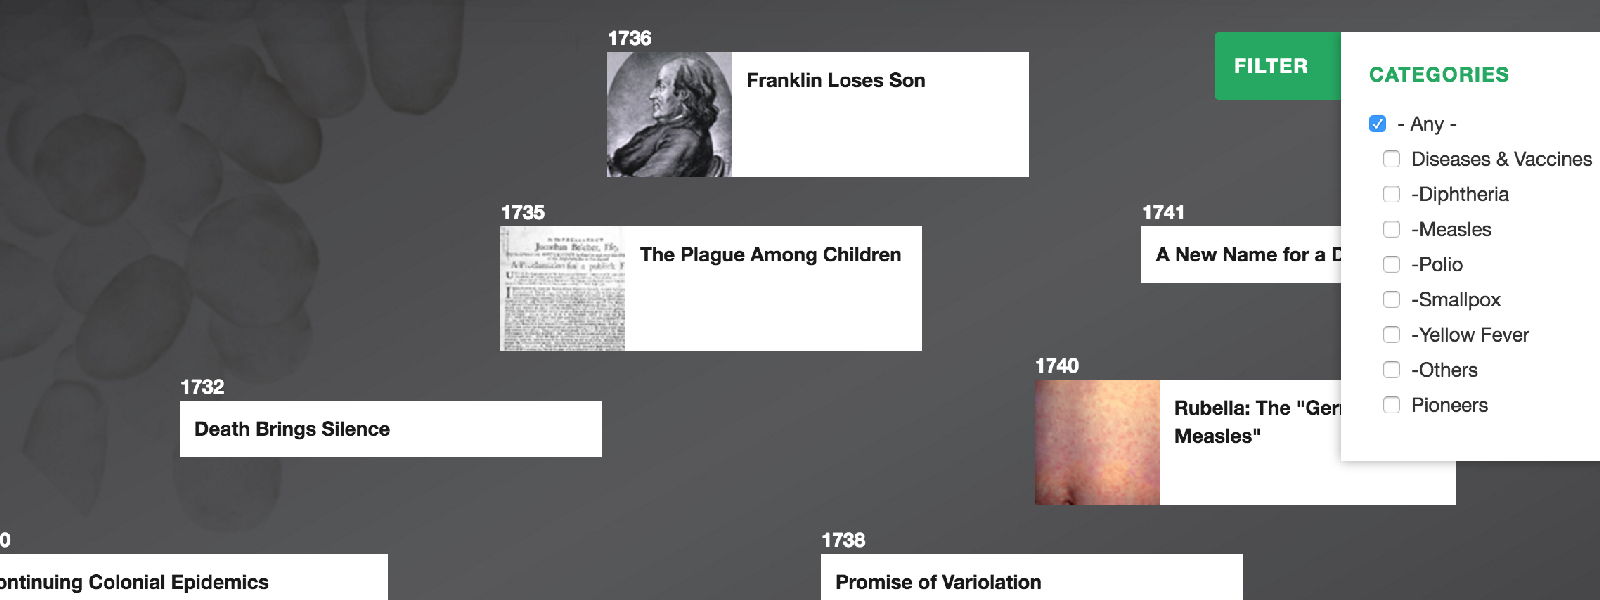 1736
Franklin Loses Son
FILTER
CATEGORIES
- Any -
Diseases & Vaccines
-Diphtheria
-Measles
-Polio
-Smallpox
-Yellow Fever
-Others
Pioneers
1735
The Plague Among Children
1741
A New Name for a D
1740
Rubella: The "Ger
Measles"
1732
Death Brings Silence
0
ontinuing Colonial Epidemics
1738
Promise of Variolation